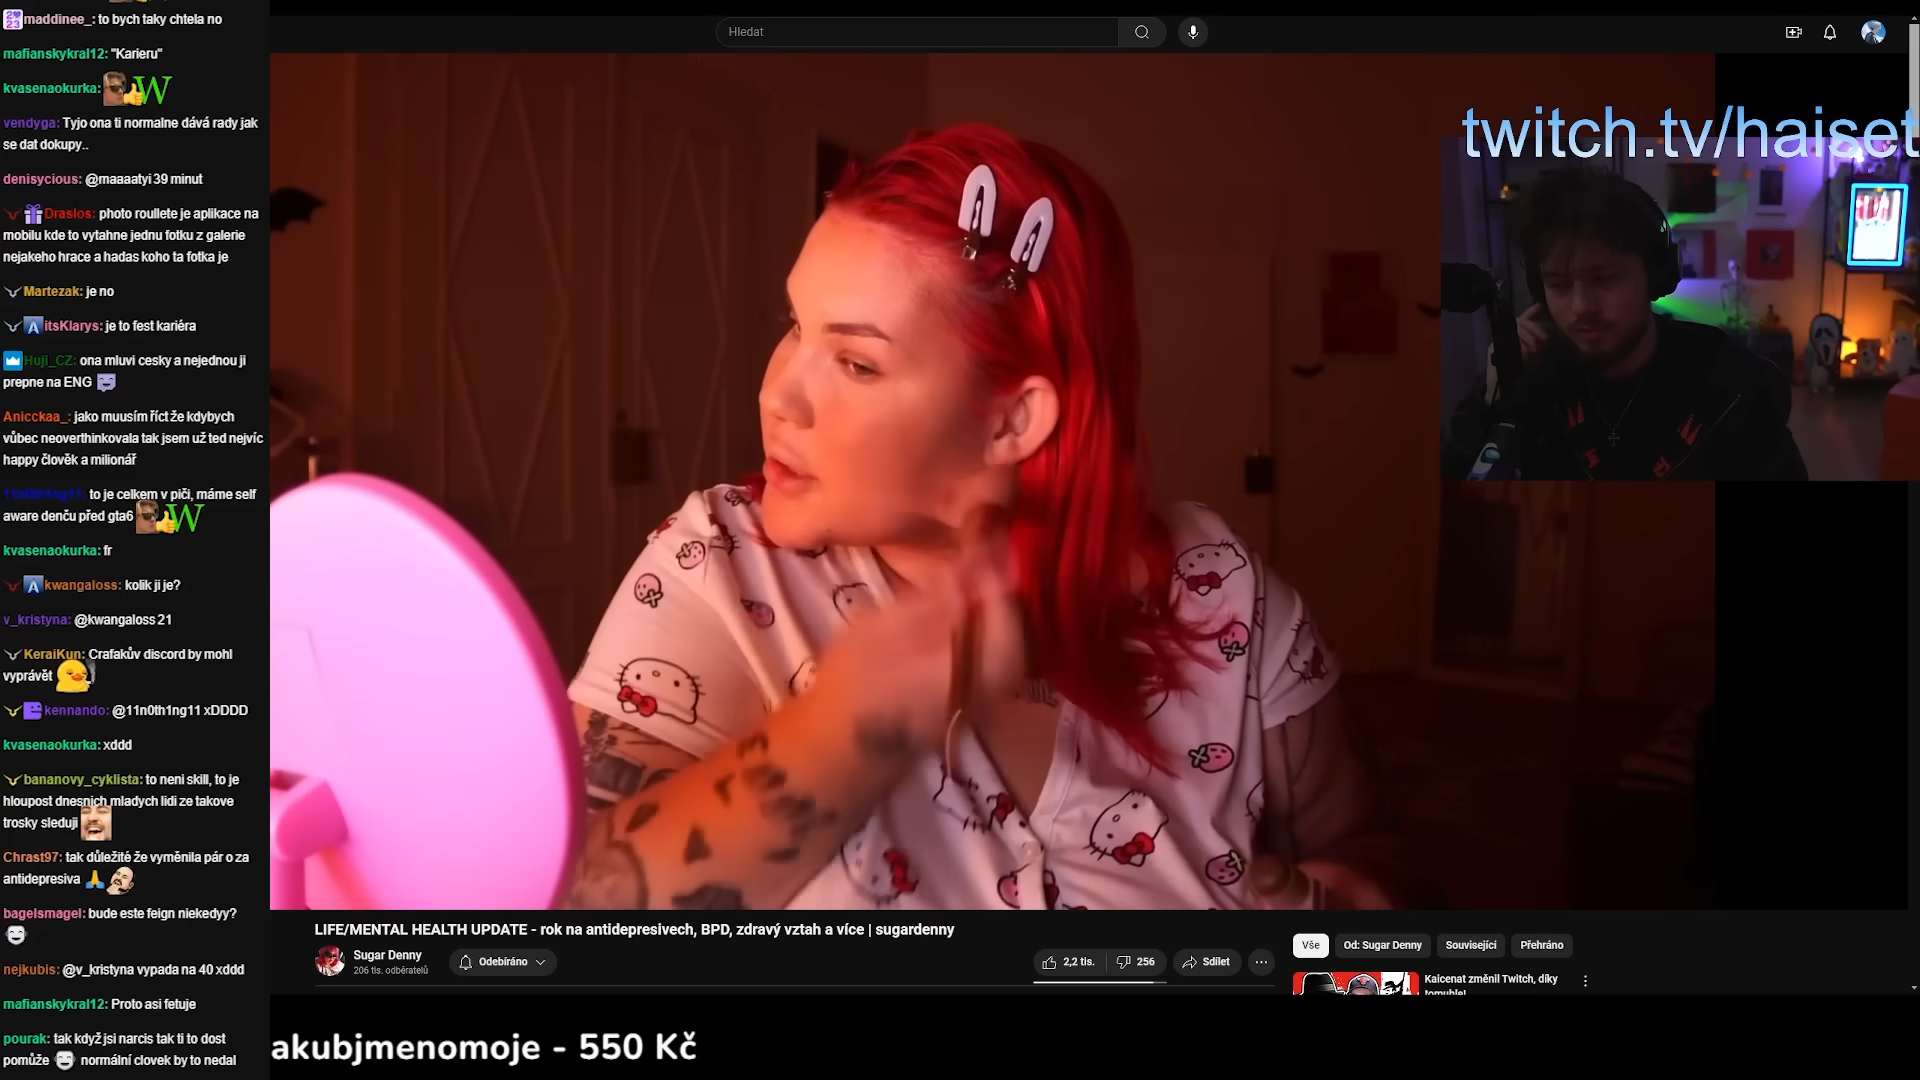 maddinee_: to bych taky chtela no
mafianskykral12: "Karieru"
kvasenaokurka:
vendyga: Tyjo ona ti normalne dává rady jak
se dat dokupy..
denisycious: @maaaatyi 39 minut
Draslos: photo roullete je aplikace na
mobilu kde to vytahne jednu fotku z galerie
nejakeho hrace a hadas koho ta fotka je
Martezak: je no
itsKlarys: je to fest kariéra
Huji_CZ: ona mluvi cesky a nejednou ji
prepne na ENG
Anicckaa_: jako muusím říct že kdybych
vůbec neoverthinkovala tak jsem už ted nejvíc
happy člověk a milionář
11n0th1ng11: to je celkem v piči, máme self
aware denču před gta6
kvasenaokurka: fr
kwangaloss: kolik ji je?
v_kristyna: @kwangaloss 21
KeraiKun: Crafakův discord by mohl
vyprávět
kennando: @11n0th1ng11 xDDDD
kvasenaokurka: xddd
bananovy_cyklista: to neni skill, to je
hloupost dnesnich mladych lidi ze takove
trosky sleduji
Chrast97: tak důležité že vyměnila pár o za
antidepresiva
bagelsmagel: bude este feign niekedyy?
nejkubis: @v_kristyna vypada na 40 xxdd
mafianskykral12: Proto asi fetuje
pourak: tak když jsi narcis tak ti to dost
pomůže normální clovek by to nedal
Hledat
twitch.tv/haiset
LIFE/MENTAL HEALTH UPDATE - rok na antidepresivech, BPD, zdravý vztah a více | sugardenny
Sugar Denny
206 tis. odběratelů
Odebíráno
2,2 tis.
256
Sdílet
Vše
Od: Sugar Denny
Související
Přehráno
Kaicenat změnil Twitch, díky
tomuhle!
akubjmenomoje - 550 Kč